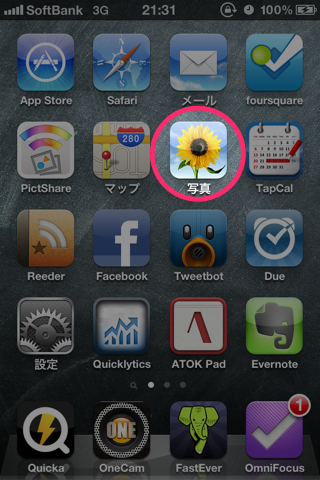 SoftBank 3G 21:31 100%
App Store Safari メール foursquare
280
PictShare マップ 写真 TapCal
Reeder Facebook Tweetbot Due
設定 Quicklytics ATOK Pad Evernote
ONE
1
Quicka OneCam FastEver OmniFocus